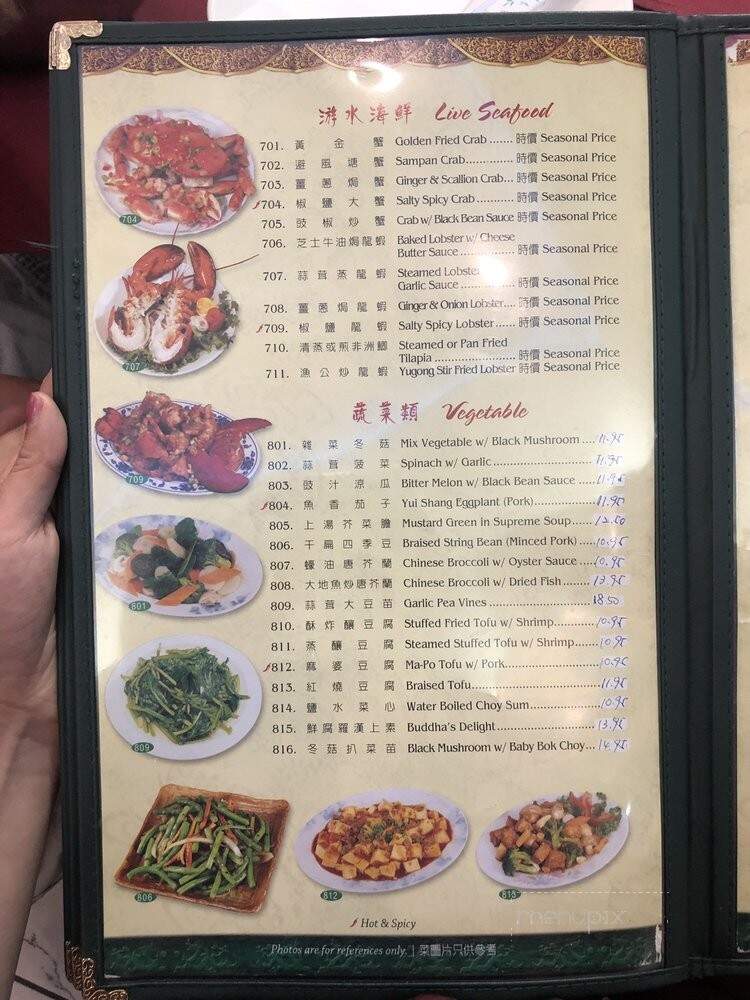 游水海鮮 Live Seafood
701. 黃金蟹 Golden Fried Crab ....... 時價 Seasonal Price
702. 避風塘蟹 Sampan Crab.............. 時價 Seasonal Price
703. 薑蔥焗蟹 Ginger & Scallion Crab... 時價 Seasonal Price
704. 椒鹽大蟹 Salty Spicy Crab ........... 時價 Seasonal Price
705. 豉椒炒蟹 Crab w/ Black Bean Sauce 時價 Seasonal Price
706. 芝士牛油焗龍蝦 Baked Lobster w/ Cheese
Butter Sauce ................ 時價 Seasonal Price
707. 蒜茸蒸龍蝦 Steamed Lobster
Garlic Sauce ................ 時價 Seasonal Price
708. 薑蔥焗龍蝦 Ginger & Onion Lobster.... 時價 Seasonal Price
709. 椒鹽龍蝦 Salty Spicy Lobster ...... 時價 Seasonal Price
710. 清蒸或煎非洲鯽 Steamed or Pan Fried
Tilapia ....................... 時價 Seasonal Price
711. 漁公炒龍蝦 Yugong Stir Fried Lobster 時價 Seasonal Price
蔬菜類 Vegetable
801. 雜菜冬菇 Mix Vegetable w/ Black Mushroom .... 11.95
802. 蒜茸菠菜 Spinach w/ Garlic ............................... 11.95
803. 豉汁涼瓜 Bitter Melon w/ Black Bean Sauce ..... 11.95
804. 魚香茄子 Yui Shang Eggplant (Pork)...................... 11.95
805. 上湯芥菜膽 Mustard Green in Supreme Soup....... 12.50
806. 干扁四季豆 Braised String Bean (Minced Pork) ..... 10.95
807. 蠔油唐芥蘭 Chinese Broccoli w/ Oyster Sauce ..... 10.95
808. 大地魚炒唐芥蘭 Chinese Broccoli w/ Dried Fish ........ 13.95
809. 蒜茸大豆苗 Garlic Pea Vines ................................ 18.50
810. 酥炸釀豆腐 Stuffed Fried Tofu w/ Shrimp............ 10.95
811. 蒸釀豆腐 Steamed Stuffed Tofu w/ Shrimp....... 10.95
812. 麻婆豆腐 Ma-Po Tofu w/ Pork........................... 10.95
813. 紅燒豆腐 Braised Tofu..................................... 11.95
814. 鹽水菜心 Water Boiled Choy Sum.................... 10.95
815. 鮮腐羅漢上素 Buddha's Delight............................ 13.95
816. 冬菇扒菜苗 Black Mushroom w/ Baby Bok Choy... 14.95
704
707
709
801
809
806
812
813
Hot & Spicy
Photos are for references only. | 菜圖片只供參考
menupix